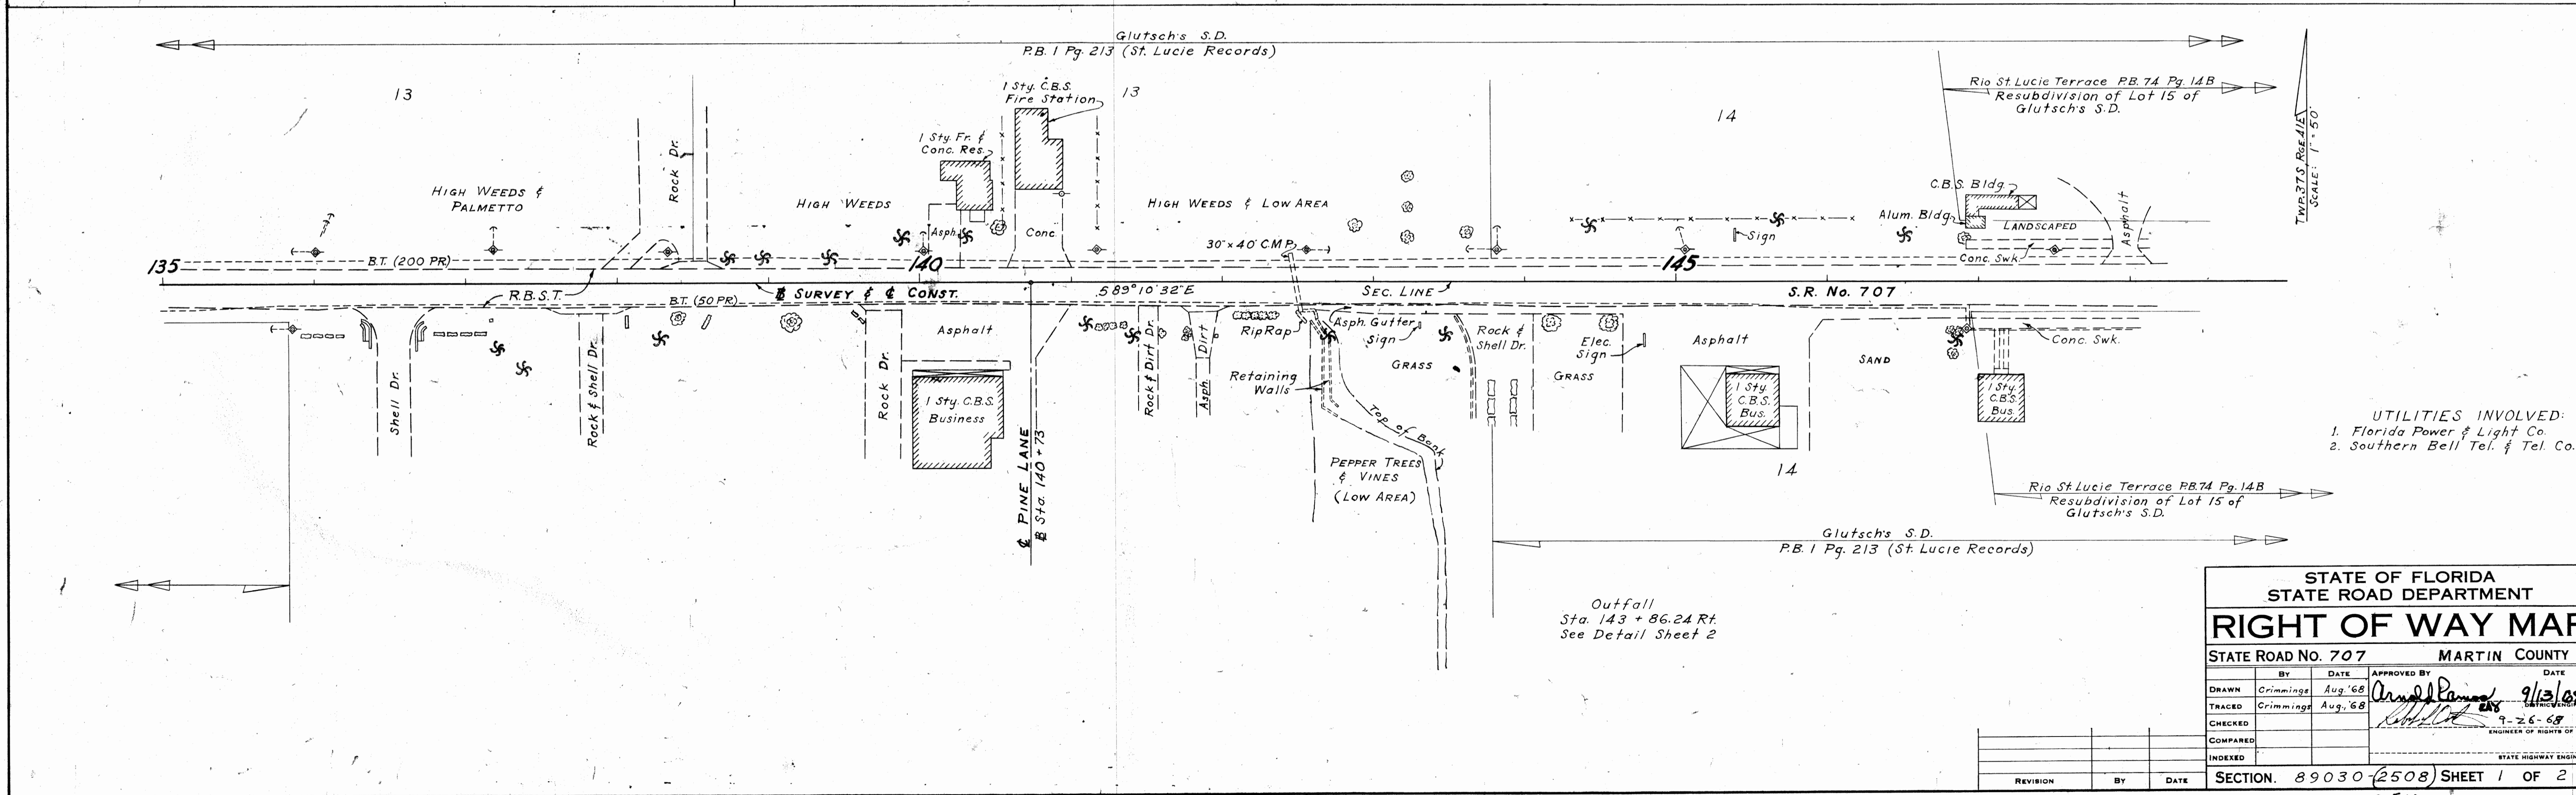 Glutsch's S.D.
P.B. 1 Pg. 213 (St. Lucie Records)
13
1 Sty. C.B.S.
Fire Station
13
14
Rio St. Lucie Terrace P.B. 74 Pg. 14B
Resubdivision of Lot 15 of
Glutsch's S.D.
TWP. 37 S, RGE 41 E
SCALE: 1" = 50'
Rock Dr.
1 Sty. Fr. &
Conc. Res.
HIGH WEEDS &
PALMETTO
HIGH WEEDS
Asph.
Conc
HIGH WEEDS & LOW AREA
30" x 40' C.M.P.
Sign
C.B.S. Bldg.
Alum. Bldg.
LANDSCAPED
Conc. Swk.
Asphalt
135
B.T. (200 PR)
140
145
R.B.S.T.
B.T. (50 PR)
B SURVEY & C CONST.
S 89° 10' 32" E
SEC. LINE
S.R. No. 707
Shell Dr.
Rock & Shell Dr.
Rock Dr.
Asphalt
1 Sty. C.B.S.
Business
C PINE LANE
B Sta. 140 + 73
Rock & Dirt Dr.
Asph.
Dirt
RipRap
Asph. Gutter
Sign
Retaining
Walls
GRASS
Top of Bank
PEPPER TREES
& VINES
(LOW AREA)
Rock &
Shell Dr.
GRASS
Elec.
Sign
Asphalt
1 Sty.
C.B.S.
Bus.
14
SAND
1 Sty.
C.B.S.
Bus.
Conc. Swk.
UTILITIES INVOLVED:
1. Florida Power & Light Co.
2. Southern Bell Tel. & Tel. Co.
Rio St. Lucie Terrace P.B. 74 Pg. 14B
Resubdivision of Lot 15 of
Glutsch's S.D.
Glutsch's S.D.
P.B. 1 Pg. 213 (St. Lucie Records)
Outfall
Sta. 143 + 86.24 Rt.
See Detail Sheet 2
STATE OF FLORIDA
STATE ROAD DEPARTMENT
RIGHT OF WAY MAP
STATE ROAD NO. 707 MARTIN COUNTY
BY DATE APPROVED BY DATE
DRAWN Crimmings Aug. '68 9/13/68
TRACED Crimmings Aug., '68
CHECKED 9-26-68
ENGINEER OF RIGHTS OF
COMPARED
INDEXED STATE HIGHWAY ENGI
REVISION BY DATE
SECTION. 89030-(2508) SHEET 1 OF 2